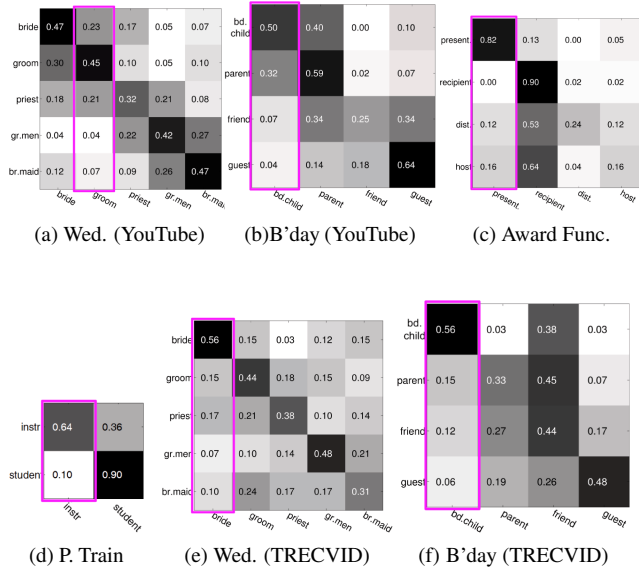 bride 0.47 0.23 0.17 0.05 0.07
groom 0.30 0.45 0.10 0.05 0.10
priest 0.18 0.21 0.32 0.21 0.08
gr.men 0.04 0.04 0.22 0.42 0.27
br.maid 0.12 0.07 0.09 0.26 0.47
bride groom priest gr.men br.maid
(a) Wed. (YouTube)
bd.
child 0.50 0.40 0.00 0.10
parent 0.32 0.59 0.02 0.07
friend 0.07 0.34 0.25 0.34
guest 0.04 0.14 0.18 0.64
bd.child parent friend guest
(b)B'day (YouTube)
present. 0.82 0.13 0.00 0.05
recipient 0.00 0.90 0.02 0.02
dist. 0.12 0.53 0.24 0.12
host 0.16 0.64 0.04 0.16
present. recipient dist. host
(c) Award Func.
instr 0.64 0.36
studen 0.10 0.90
instr student
(d) P. Train
bride 0.56 0.15 0.03 0.12 0.15
groom 0.15 0.44 0.18 0.15 0.09
priest 0.17 0.21 0.38 0.10 0.14
gr.men 0.07 0.10 0.14 0.48 0.21
br.maid 0.10 0.24 0.17 0.17 0.31
bride groom priest gr.men br.maid
(e) Wed. (TRECVID)
bd.
child 0.56 0.03 0.38 0.03
parent 0.15 0.33 0.45 0.07
friend 0.12 0.27 0.44 0.17
guest 0.06 0.19 0.26 0.48
bd.child parent friend guest
(f) B'day (TRECVID)